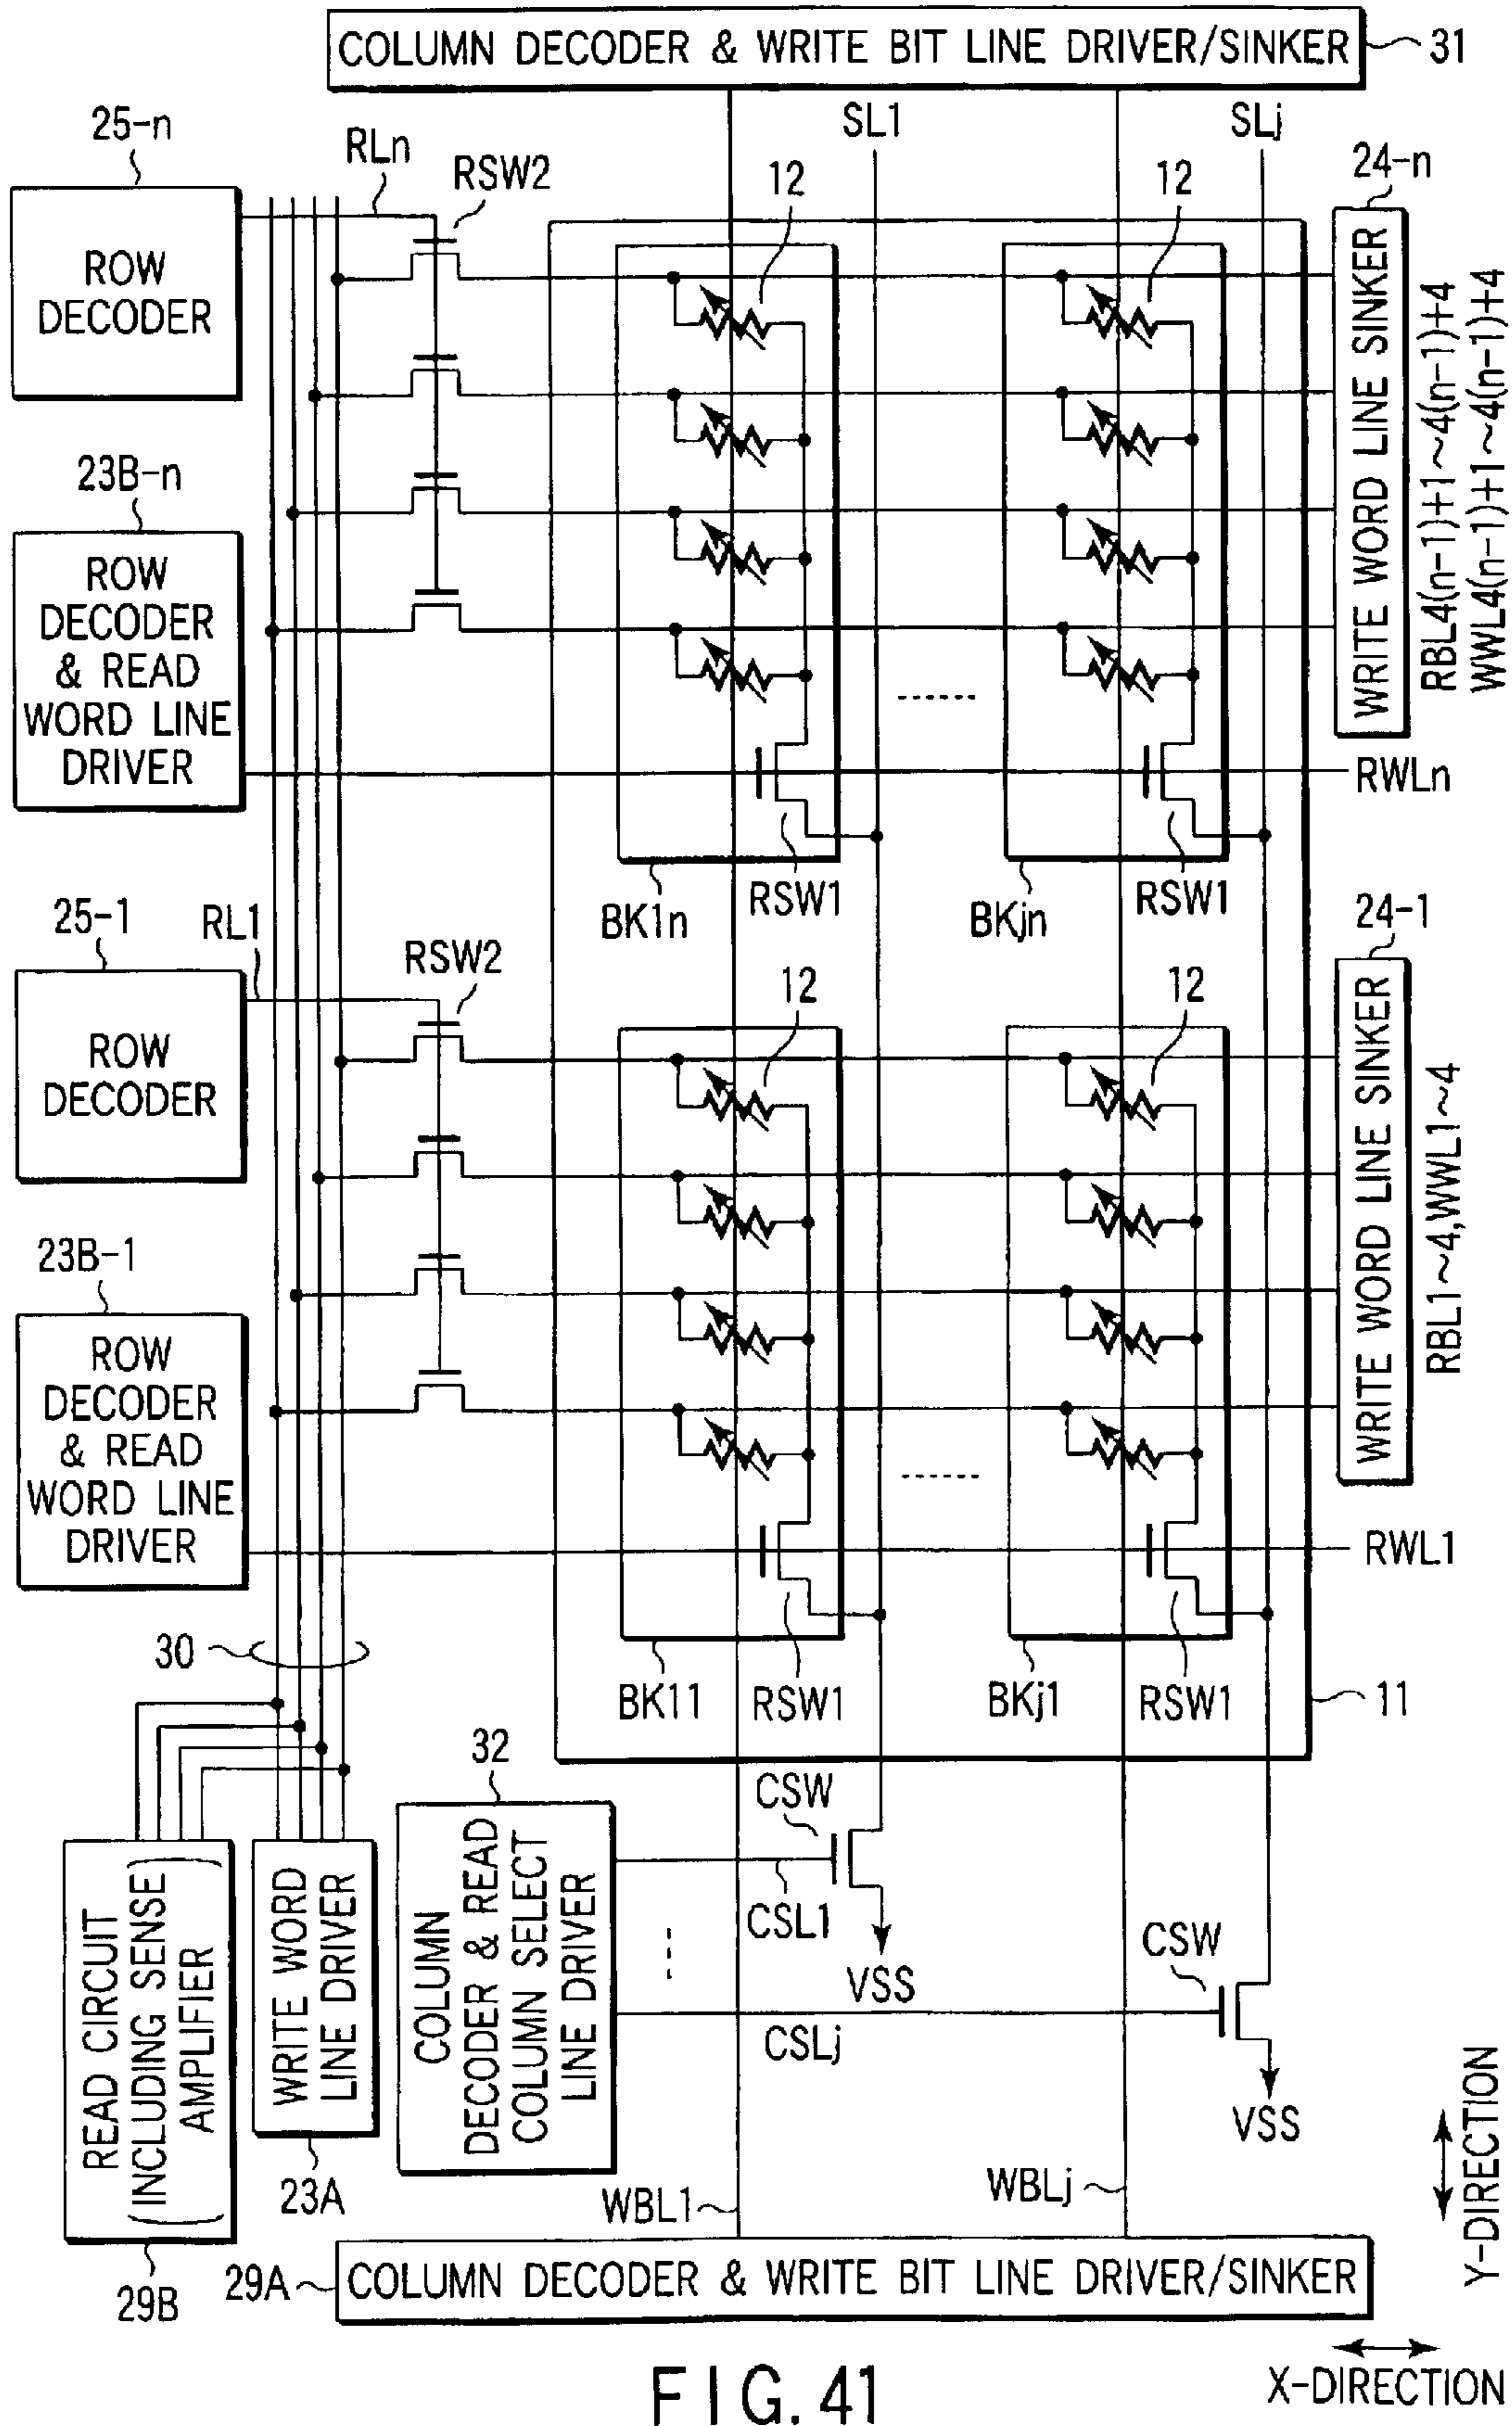 COLUMN DECODER & WRITE BIT LINE DRIVER/SINKER
31
25-n
RLn
RSW2
SL1
SLj
12
12
24-n
ROW
DECODER
WRITE WORD LINE SINKER
RBL4(n-1)+1~4(n-1)+4
WWL4(n-1)+1~4(n-1)+4
23B-n
ROW
DECODER
& READ
WORD LINE
DRIVER
RWLn
BK1n
RSW1
BKjn
RSW1
25-1
RL1
RSW2
12
12
24-1
ROW
DECODER
WRITE WORD LINE SINKER
RBL1~4,WWL1~4
23B-1
ROW
DECODER
& READ
WORD LINE
DRIVER
RWL1
30
BK11
RSW1
BKj1
RSW1
11
32
CSW
COLUMN
DECODER & READ
COLUMN SELECT
LINE DRIVER
CSL1
VSS
CSW
CSLj
VSS
READ CIRCUIT
(INCLUDING SENSE
AMPLIFIER)
WRITE WORD
LINE DRIVER
23A
29B
WBL1
WBLj
Y-DIRECTION
29A
COLUMN DECODER & WRITE BIT LINE DRIVER/SINKER
X-DIRECTION
FIG. 41